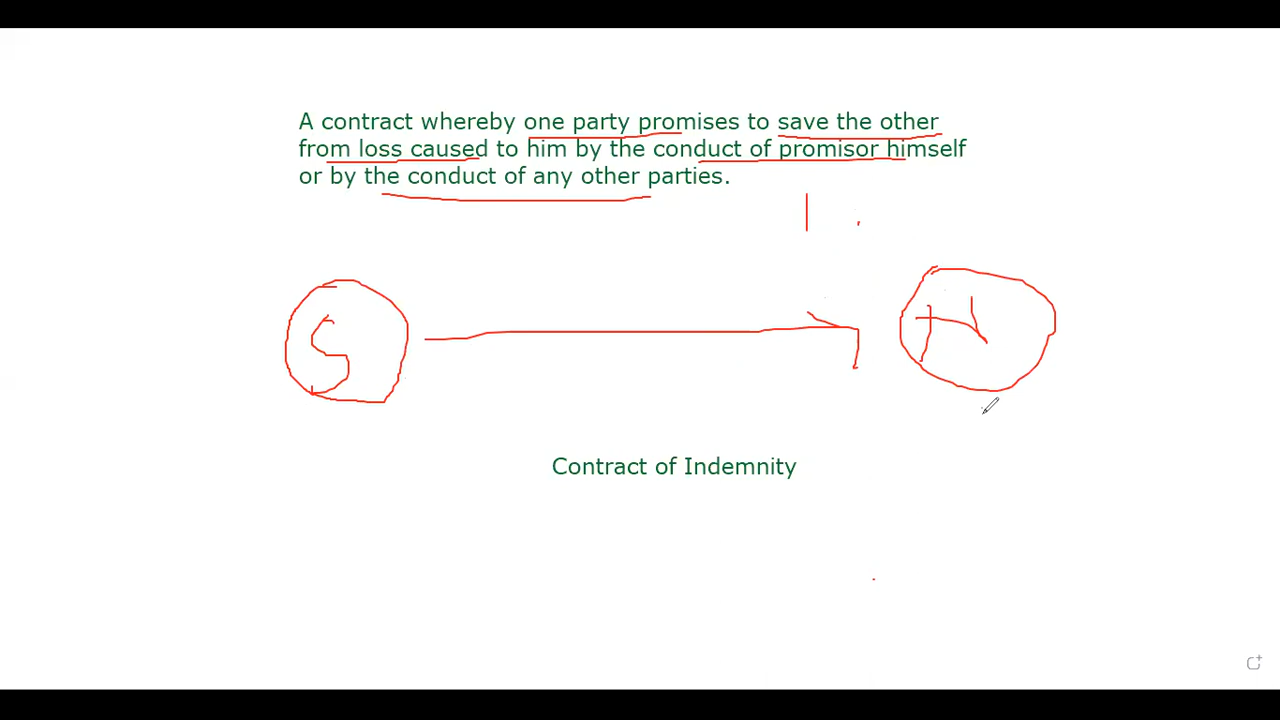 A contract whereby one party promises to save the other
from loss caused to him by the conduct of promisor himself
or by the conduct of any other parties.
S
Contract of Indemnity